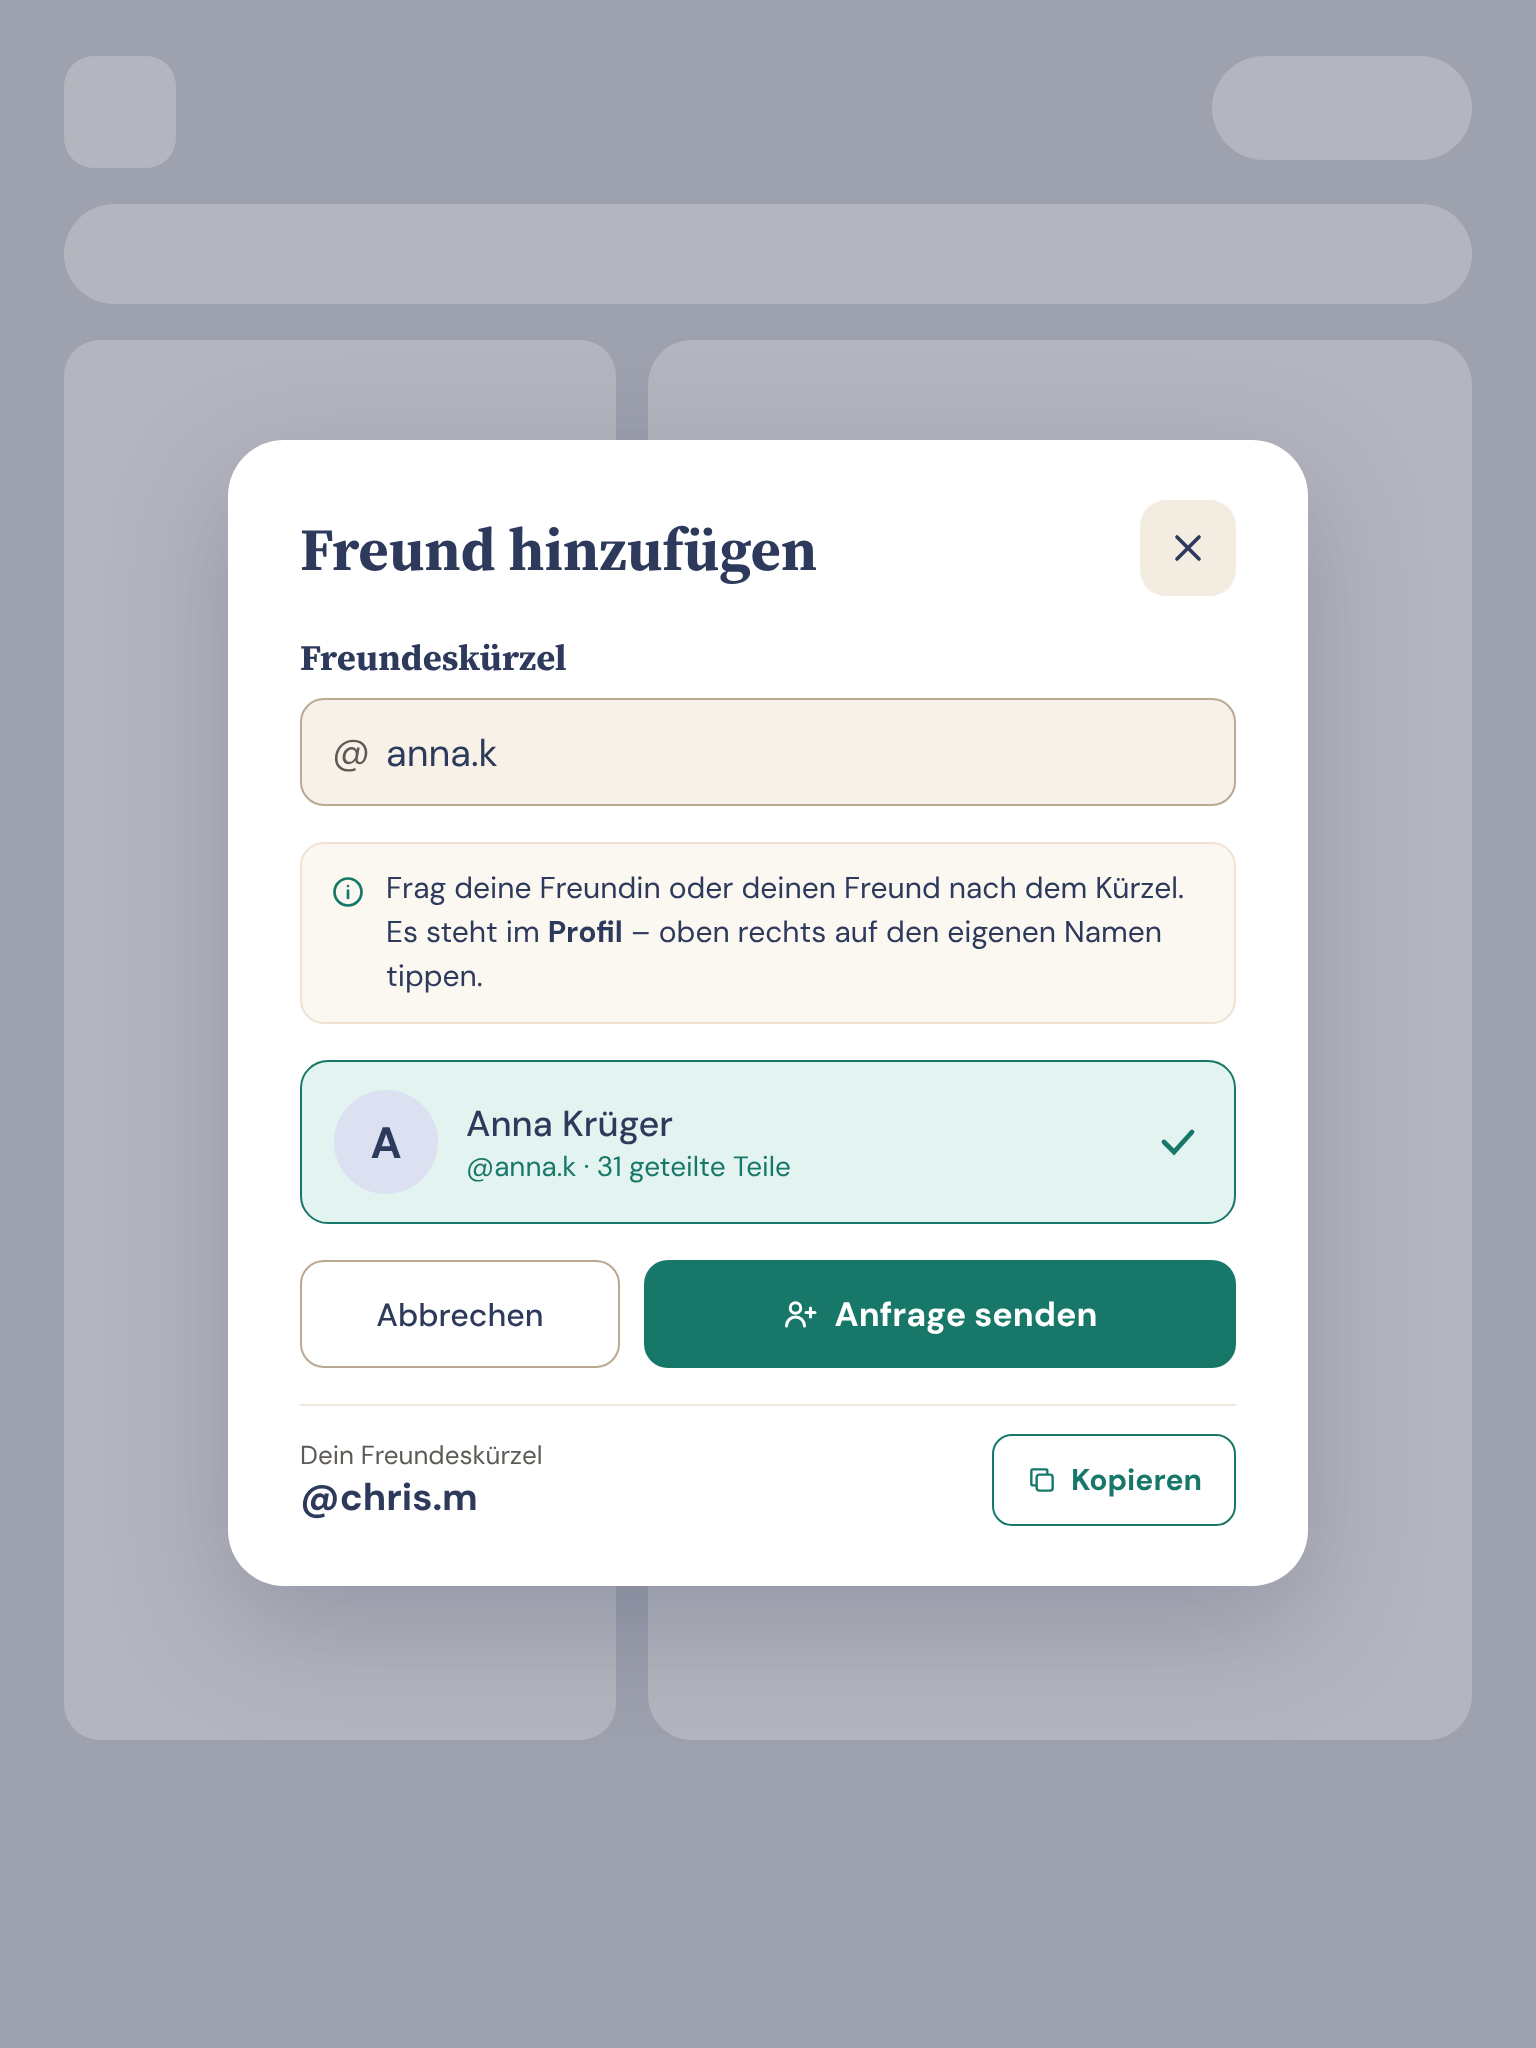 Freund hinzufügen
Freundeskürzel
@ anna.k
Frag deine Freundin oder deinen Freund nach dem Kürzel.
Es steht im Profil – oben rechts auf den eigenen Namen
tippen.
A
Anna Krüger
@anna.k · 31 geteilte Teile
Abbrechen
Anfrage senden
Dein Freundeskürzel
@chris.m
Kopieren